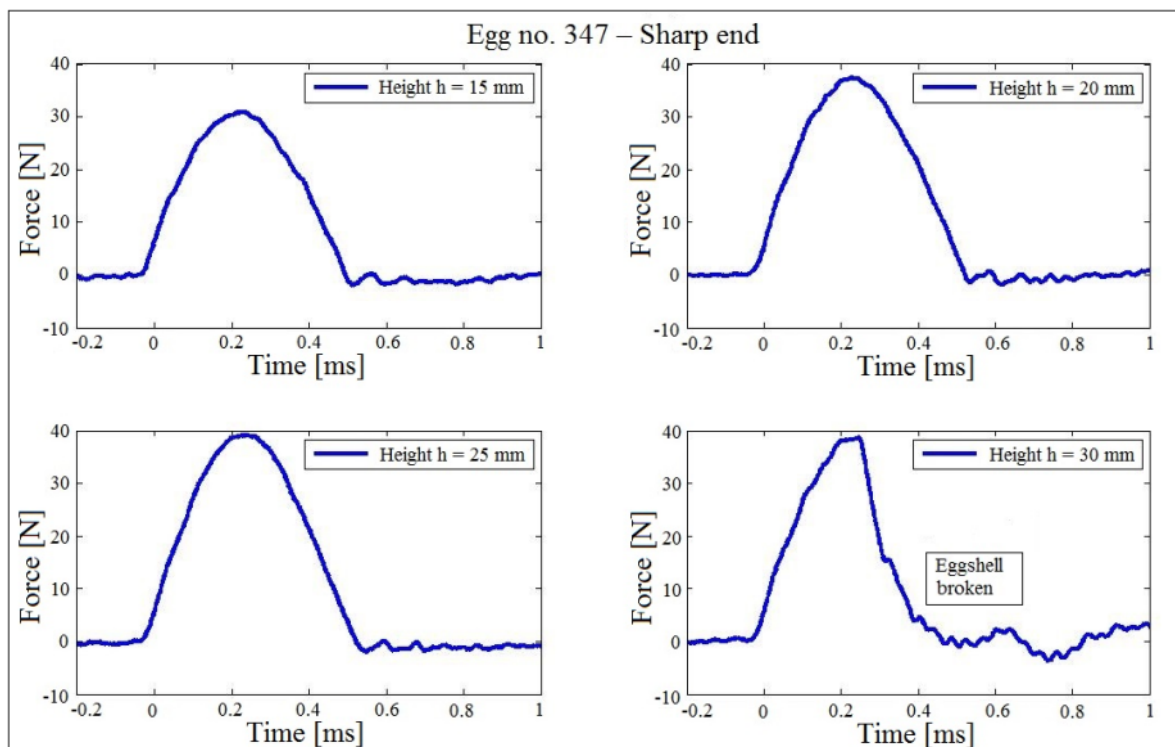 Egg no. 347 – Sharp end
40
30
20
10
0
-10
Force [N]
Height h = 15 mm
-0.2 0 0.2 0.4 0.6 0.8 1
Time [ms]
40
30
20
10
0
-10
Force [N]
Height h = 20 mm
-0.2 0 0.2 0.4 0.6 0.8 1
Time [ms]
40
30
20
10
0
-10
Force [N]
Height h = 25 mm
-0.2 0 0.2 0.4 0.6 0.8 1
Time [ms]
40
30
20
10
0
-10
Force [N]
Height h = 30 mm
Eggshell
broken
-0.2 0 0.2 0.4 0.6 0.8 1
Time [ms]